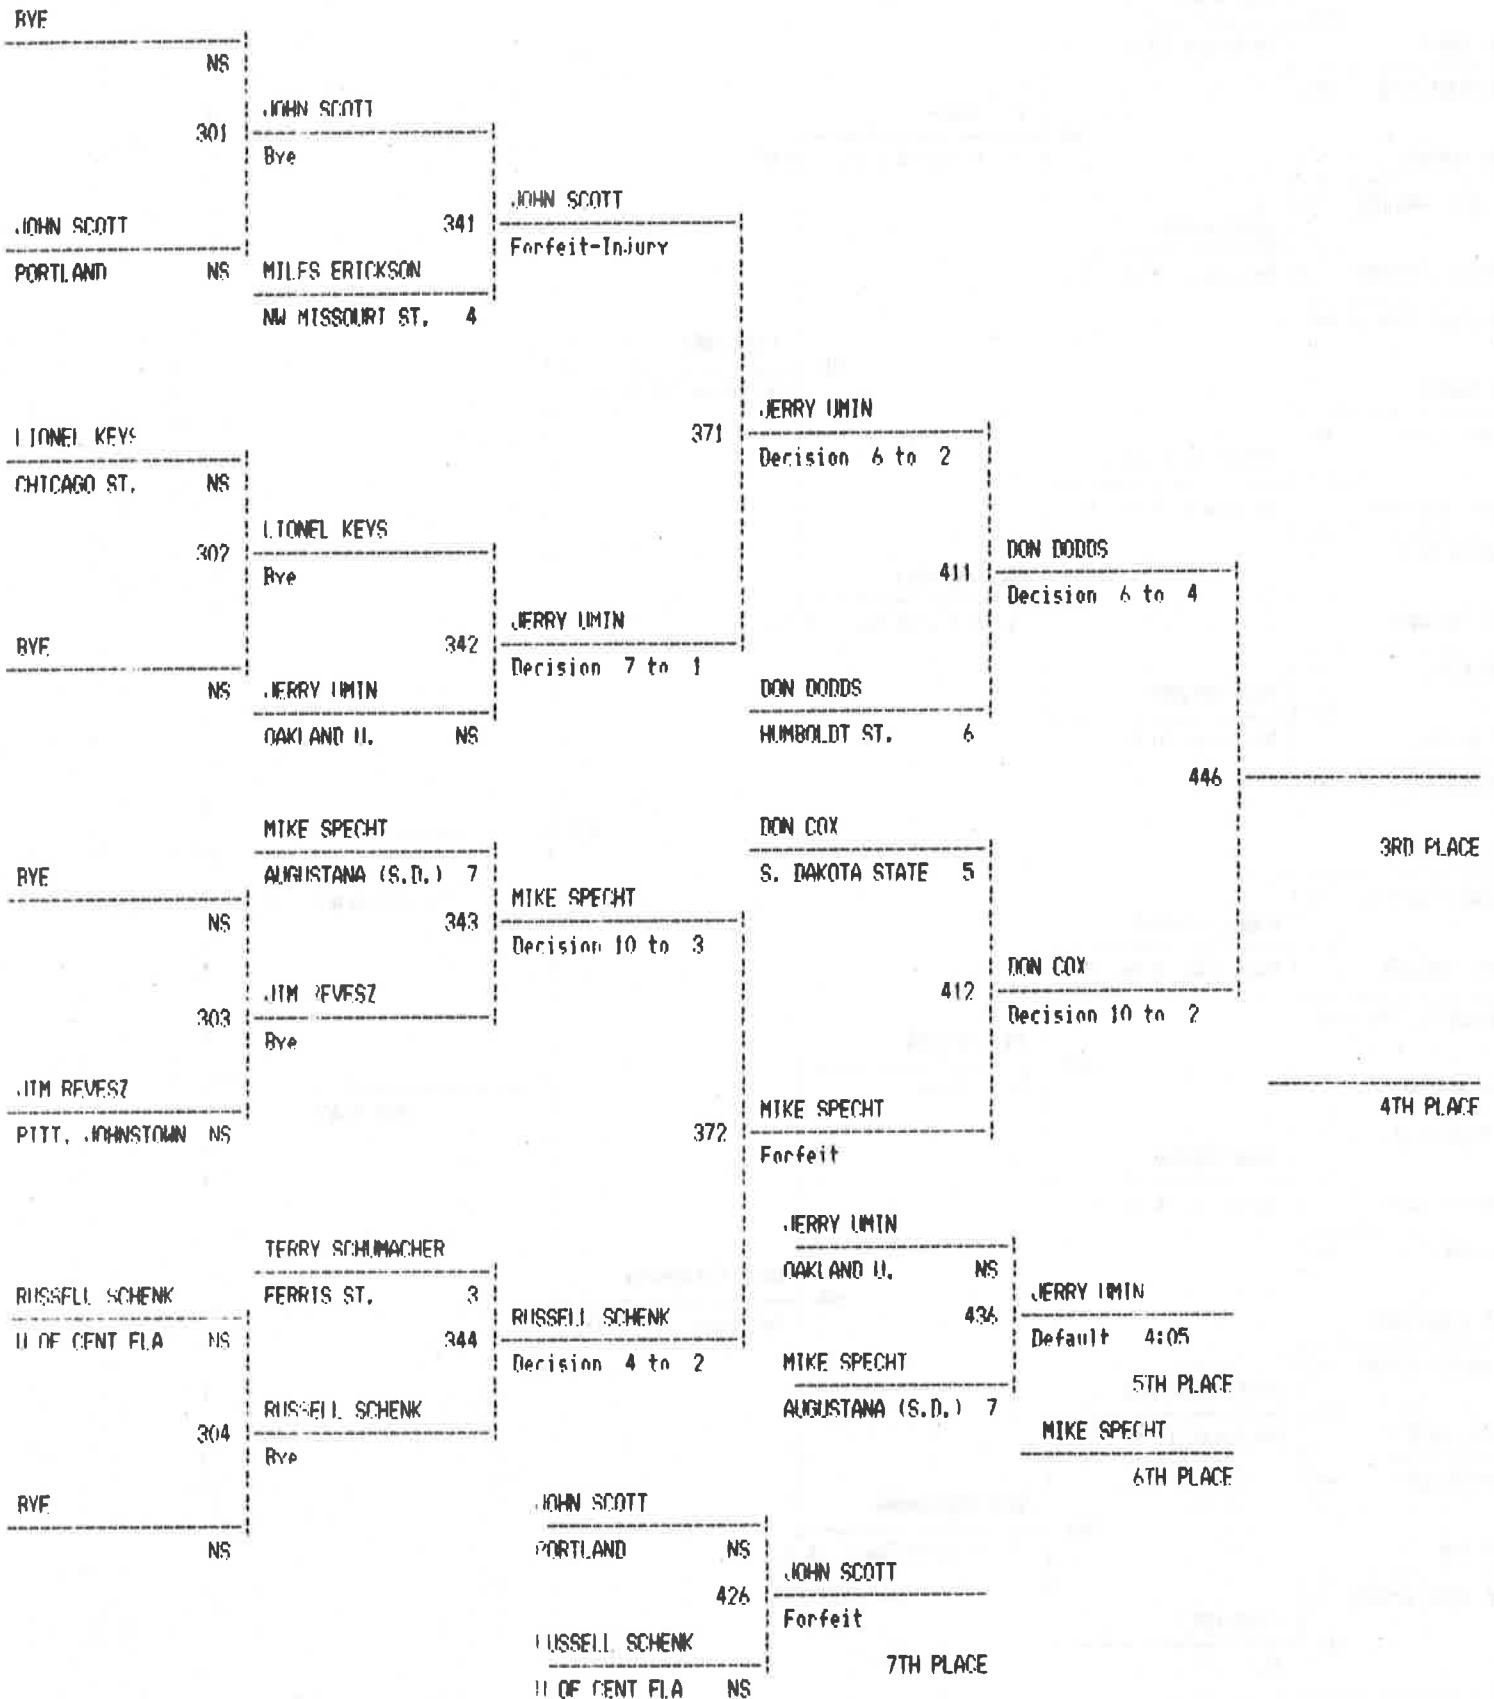 BYE
NS
JOHN SCOTT
301
Bye
JOHN SCOTT
JOHN SCOTT
341
Forfeit-Injury
PORTLAND NS
MILES ERICKSON
NW MISSOURI ST. 4
JERRY UMIN
LIONEL KEYS
371
Decision 6 to 2
CHICAGO ST. NS
LIONEL KEYS
302
DON DODDS
Bye
411
Decision 6 to 4
JERRY UMIN
BYE
342
Decision 7 to 1
NS
JERRY UMIN
DON DODDS
OAKLAND U. NS
HUMBOLDT ST. 6
446
MIKE SPECHT
DON COX
3RD PLACE
BYE
AUGUSTANA (S.D.) 7
S. DAKOTA STATE 5
MIKE SPECHT
NS
343
Decision 10 to 3
DON COX
JIM REVESZ
412
303
Decision 10 to 2
Bye
JIM REVESZ
MIKE SPECHT
4TH PLACE
PITT. JOHNSTOWN NS
372
Forfeit
JERRY UMIN
TERRY SCHUMACHER
OAKLAND U. NS
RUSSELL SCHENK
FERRIS ST. 3
JERRY UMIN
RUSSELL SCHENK
436
U OF CENT FLA NS
344
Default 4:05
Decision 4 to 2
MIKE SPECHT
5TH PLACE
RUSSELL SCHENK
AUGUSTANA (S.D.) 7
304
MIKE SPECHT
Bye
6TH PLACE
BYE
JOHN SCOTT
NS
PORTLAND NS
JOHN SCOTT
426
Forfeit
RUSSELL SCHENK
7TH PLACE
U OF CENT FLA NS